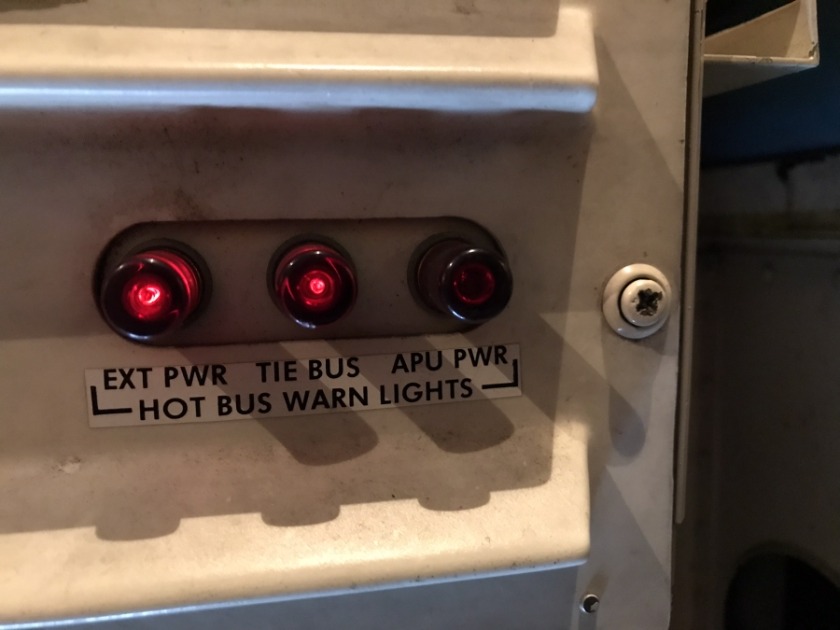 EXT PWR TIE BUS APU PWR
HOT BUS WARN LIGHTS